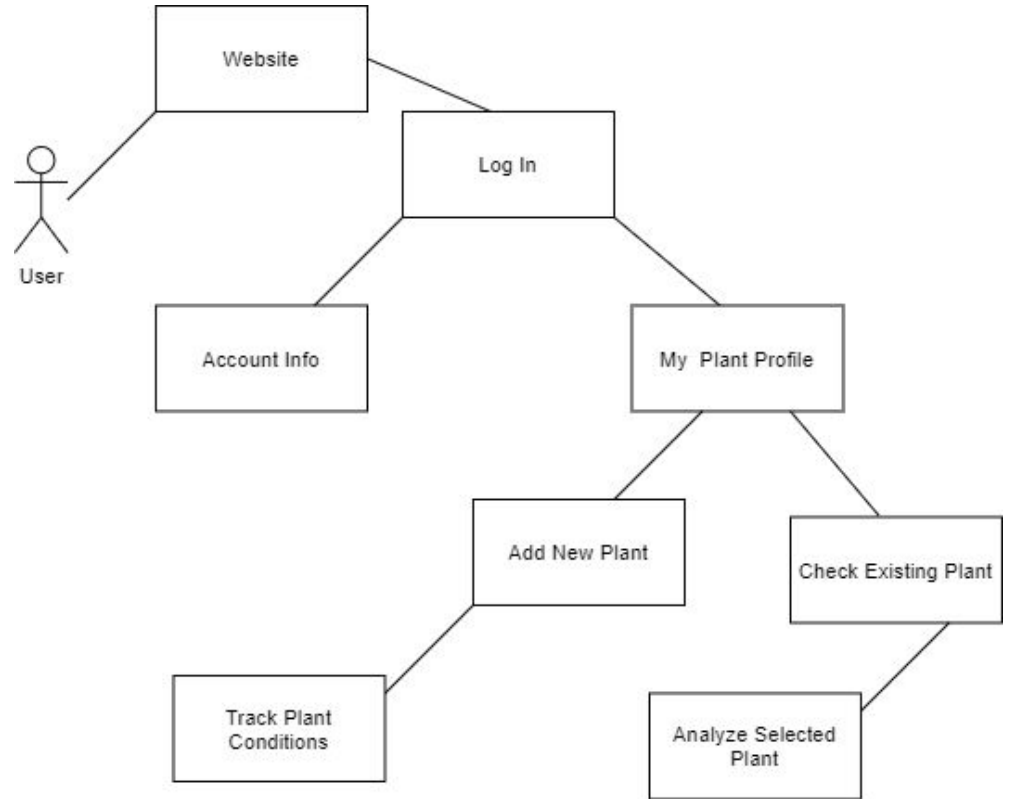 Website
Log In
User
Account Info
My Plant Profile
Add New Plant
Check Existing Plant
Track Plant
Conditions
Analyze Selected
Plant